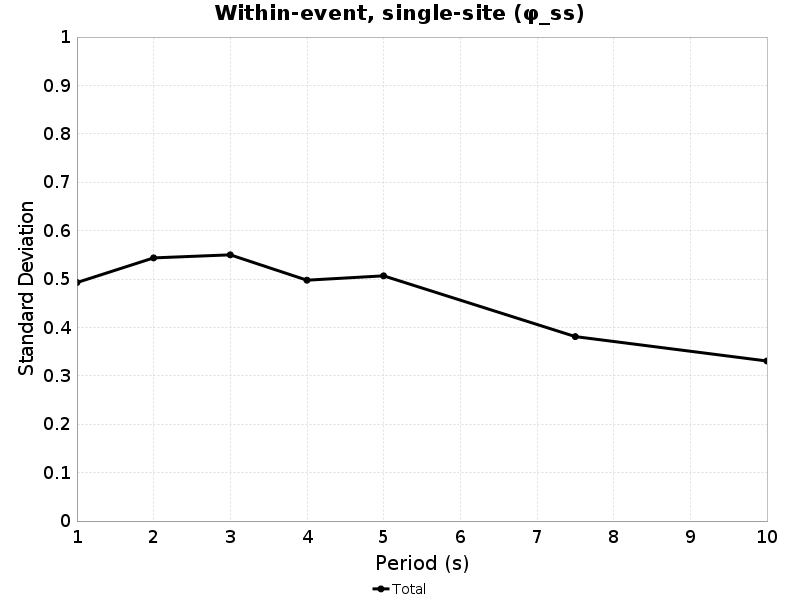 Within-event, single-site (φ_ss)
1
0.9
0.8
0.7
0.6
0.5
0.4
0.3
0.2
0.1
0
Standard Deviation
1 2 3 4 5 6 7 8 9 10
Period (s)
Total